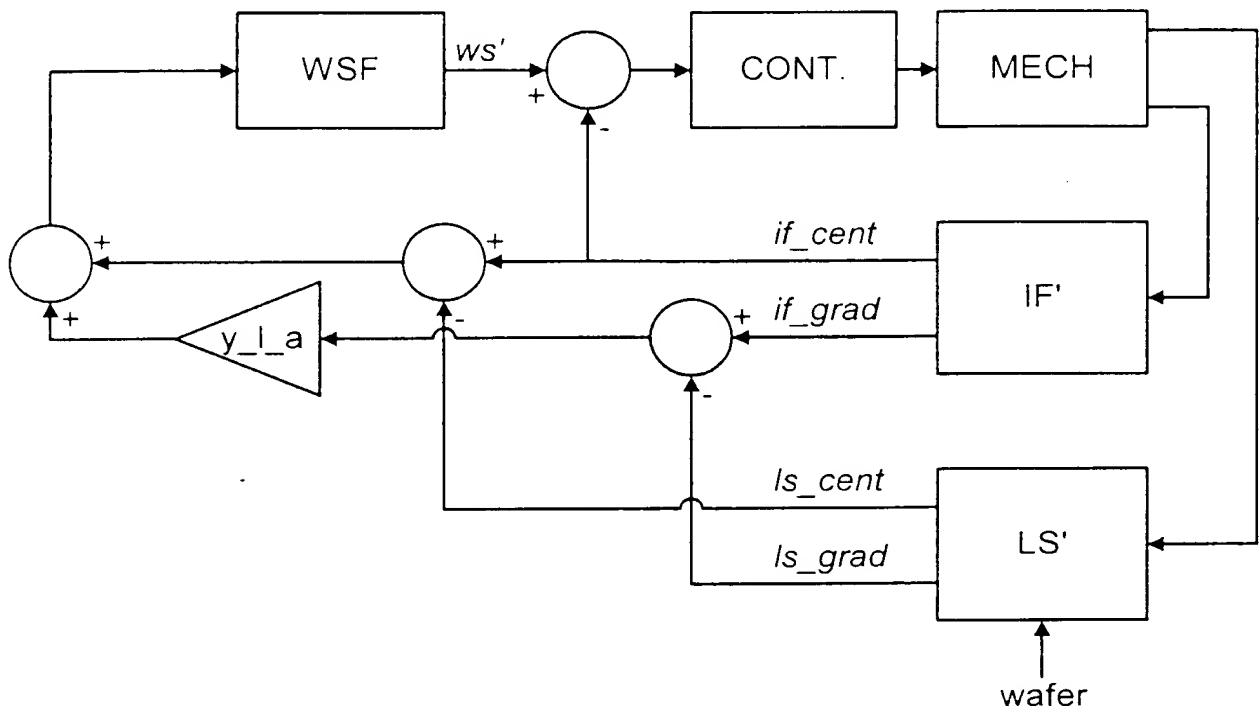 WSF
ws'
+
-
CONT.
MECH
+
+
-
if_cent
+
if_grad
+
-
IF'
y_l_a
ls_cent
ls_grad
LS'
wafer